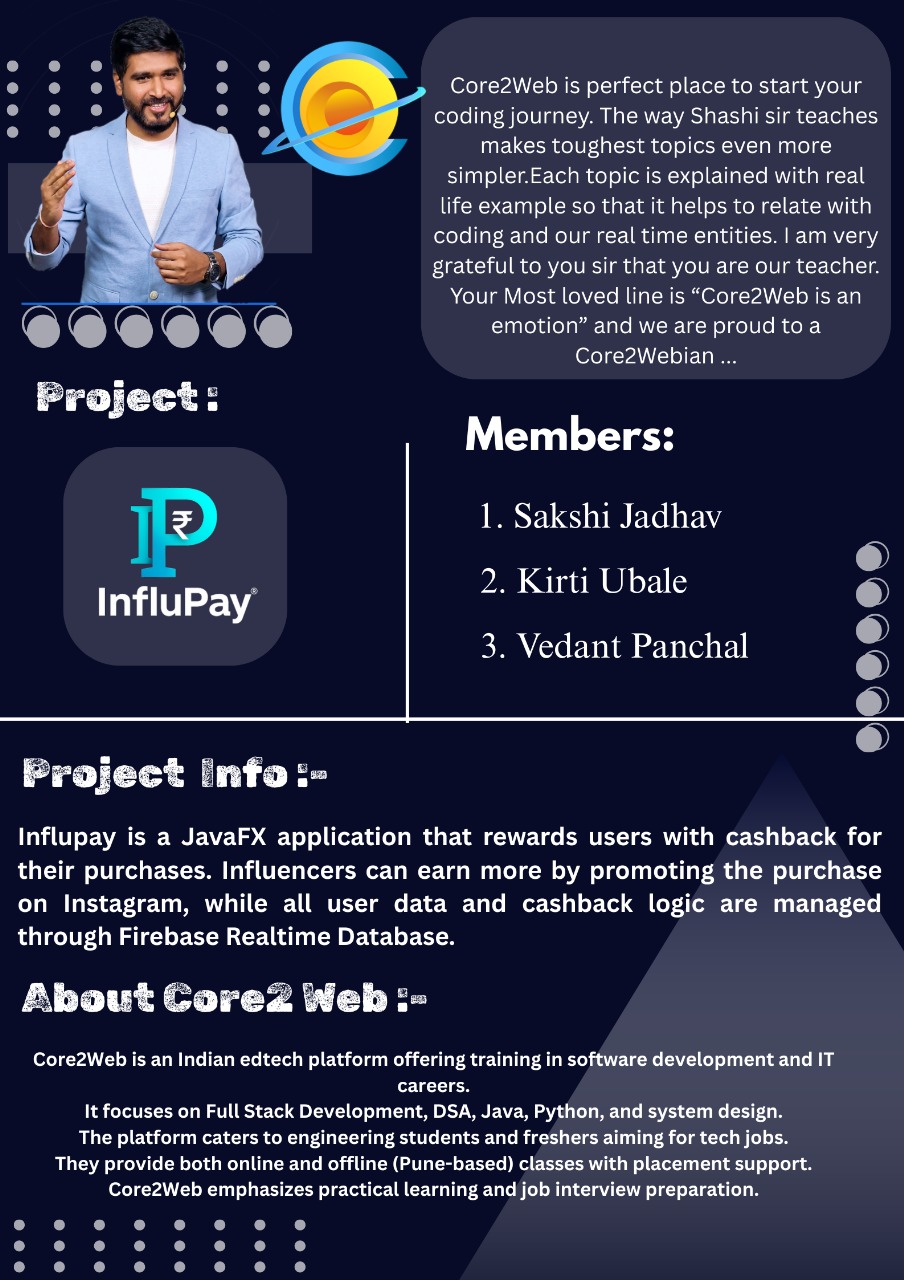 Core2Web is perfect place to start your
coding journey. The way Shashi sir teaches
makes toughest topics even more
simpler.Each topic is explained with real
life example so that it helps to relate with
coding and our real time entities. I am very
grateful to you sir that you are our teacher.
Your Most loved line is “Core2Web is an
emotion” and we are proud to a
Core2Webian ...
Project :
₹
InfluPay®
Members:
1. Sakshi Jadhav
2. Kirti Ubale
3. Vedant Panchal
Project Info :-
Influpay is a JavaFX application that rewards users with cashback for
their purchases. Influencers can earn more by promoting the purchase
on Instagram, while all user data and cashback logic are managed
through Firebase Realtime Database.
About Core2 Web :-
Core2Web is an Indian edtech platform offering training in software development and IT
careers.
It focuses on Full Stack Development, DSA, Java, Python, and system design.
The platform caters to engineering students and freshers aiming for tech jobs.
They provide both online and offline (Pune-based) classes with placement support.
Core2Web emphasizes practical learning and job interview preparation.